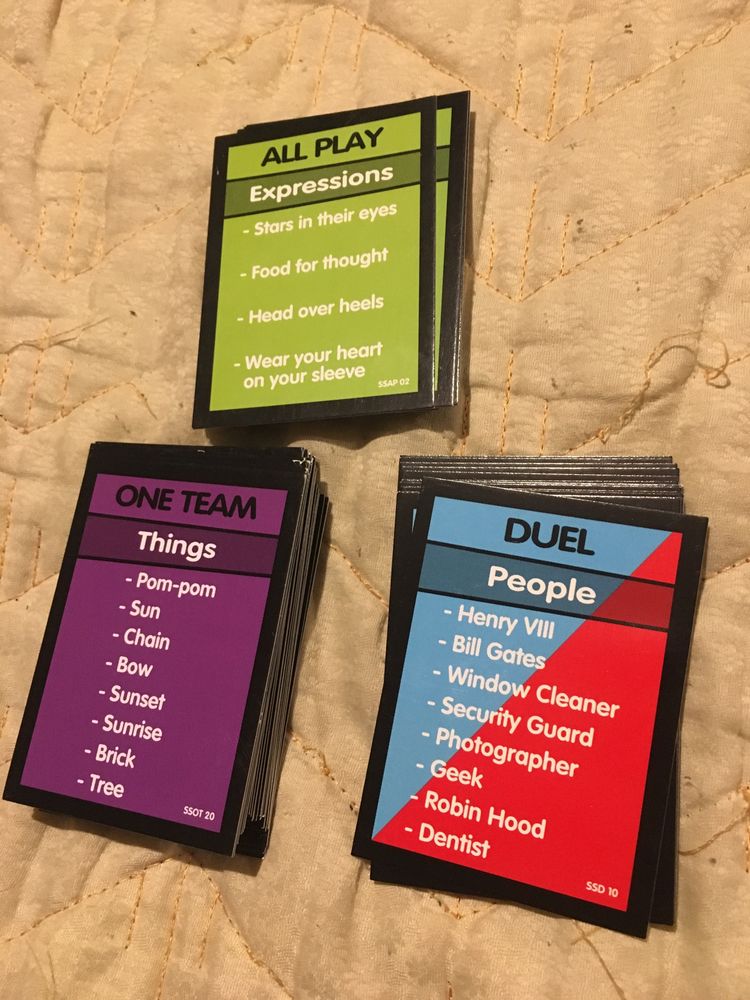 ALL PLAY
Expressions
- Stars in their eyes
- Food for thought
- Head over heels
- Wear your heart
on your sleeve
SSAP 02
ONE TEAM
Things
- Pom-pom
- Sun
- Chain
- Bow
- Sunset
- Sunrise
- Brick
- Tree
SSOT 20
DUEL
People
- Henry VIII
- Bill Gates
- Window Cleaner
- Security Guard
- Photographer
- Geek
- Robin Hood
- Dentist
SSD 10